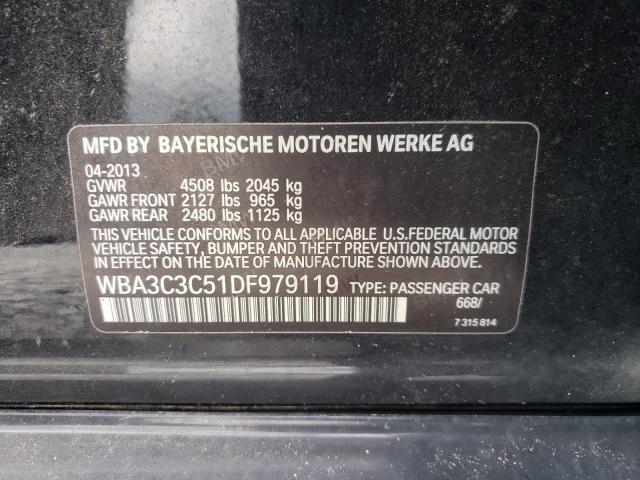 MFD BY BAYERISCHE MOTOREN WERKE AG
04-2013
GVWR 4508 lbs 2045 kg
GAWR FRONT 2127 lbs 965 kg
GAWR REAR 2480 lbs 1125 kg
THIS VEHICLE CONFORMS TO ALL APPLICABLE U.S.FEDERAL MOTOR
VEHICLE SAFETY, BUMPER AND THEFT PREVENTION STANDARDS
IN EFFECT ON THE DATE OF MANUFACTURE SHOWN ABOVE.
WBA3C3C51DF979119 TYPE: PASSENGER CAR
668/
7 315 814